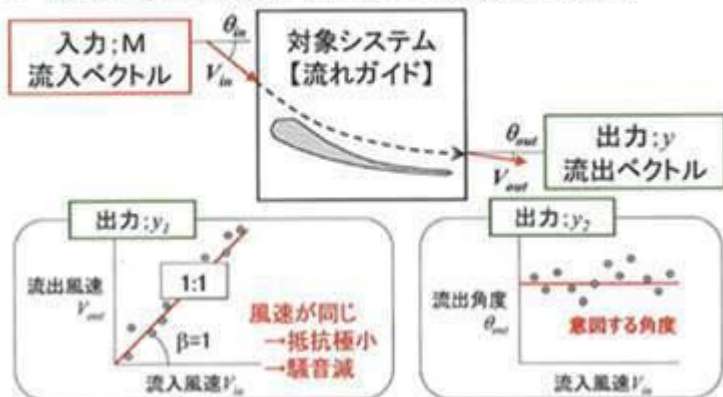 入力:M
流入ベクトル
θin
Vin
対象システム
【流れガイド】
θout
Vout
出力:y
流出ベクトル
出力:y1
流出風速
Vout
1:1
β=1
風速が同じ
→抵抗極小
→騒音減
流入風速Vin
出力:y2
流出角度
θout
意図する角度
流入風速Vin